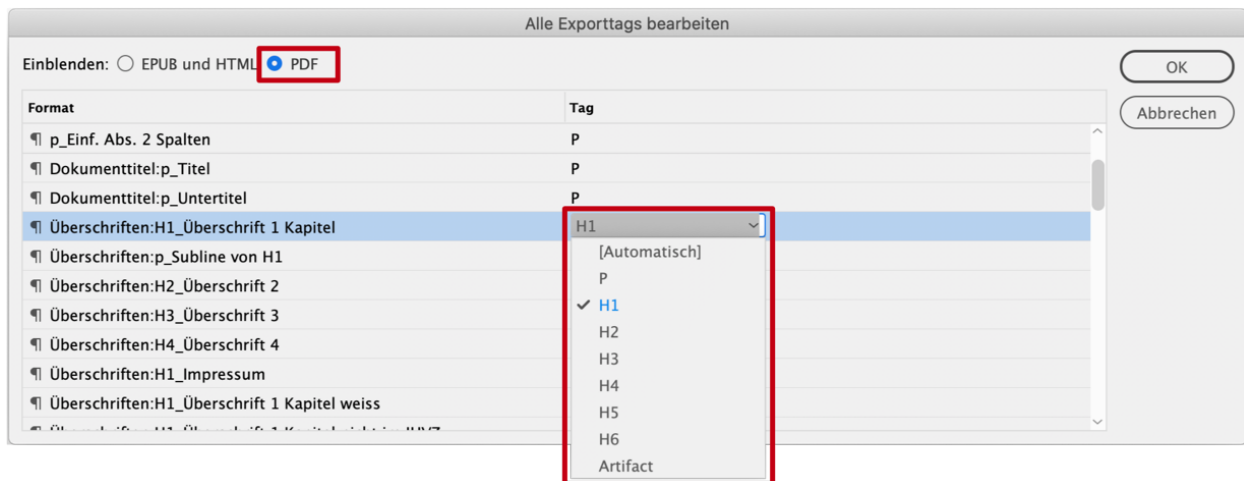 Alle Exporttags bearbeiten
Einblenden: EPUB und HTML PDF
OK
Abbrechen
Format Tag
¶ p_Einf. Abs. 2 Spalten P
¶ Dokumenttitel:p_Titel P
¶ Dokumenttitel:p_Untertitel P
¶ Überschriften:H1_Überschrift 1 Kapitel H1
¶ Überschriften:p_Subline von H1
¶ Überschriften:H2_Überschrift 2
¶ Überschriften:H3_Überschrift 3
¶ Überschriften:H4_Überschrift 4
¶ Überschriften:H1_Impressum
¶ Überschriften:H1_Überschrift 1 Kapitel weiss
[Automatisch]
P
H1
H2
H3
H4
H5
H6
Artifact